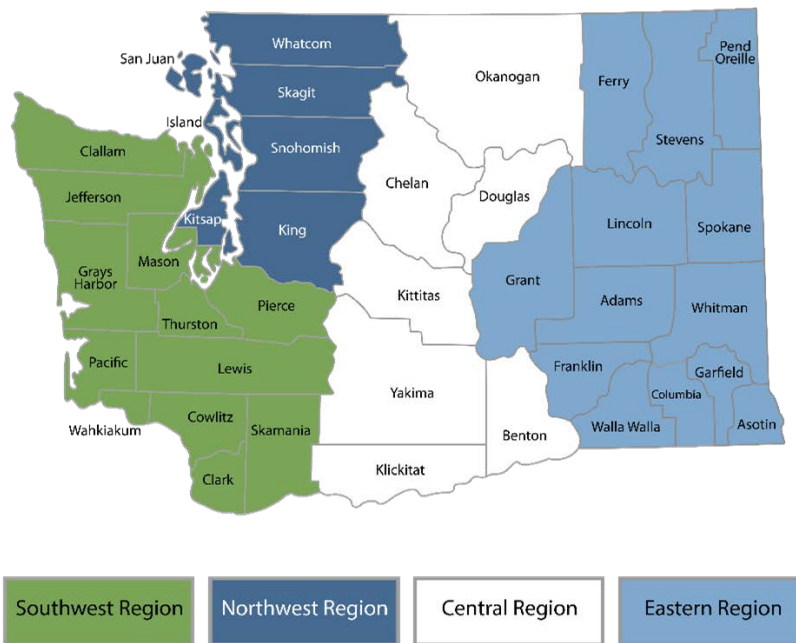 Whatcom
Pend
Oreille
San Juan
Okanogan
Ferry
Skagit
Island
Stevens
Clallam
Snohomish
Chelan
Douglas
Jefferson
Kitsap
King
Lincoln
Spokane
Mason
Grays
Harbor
Grant
Kittitas
Adams
Pierce
Whitman
Thurston
Pacific
Lewis
Franklin
Garfield
Yakima
Columbia
Cowlitz
Wahkiakum
Skamania
Benton
Walla Walla
Asotin
Klickitat
Clark
Southwest Region
Northwest Region
Central Region
Eastern Region